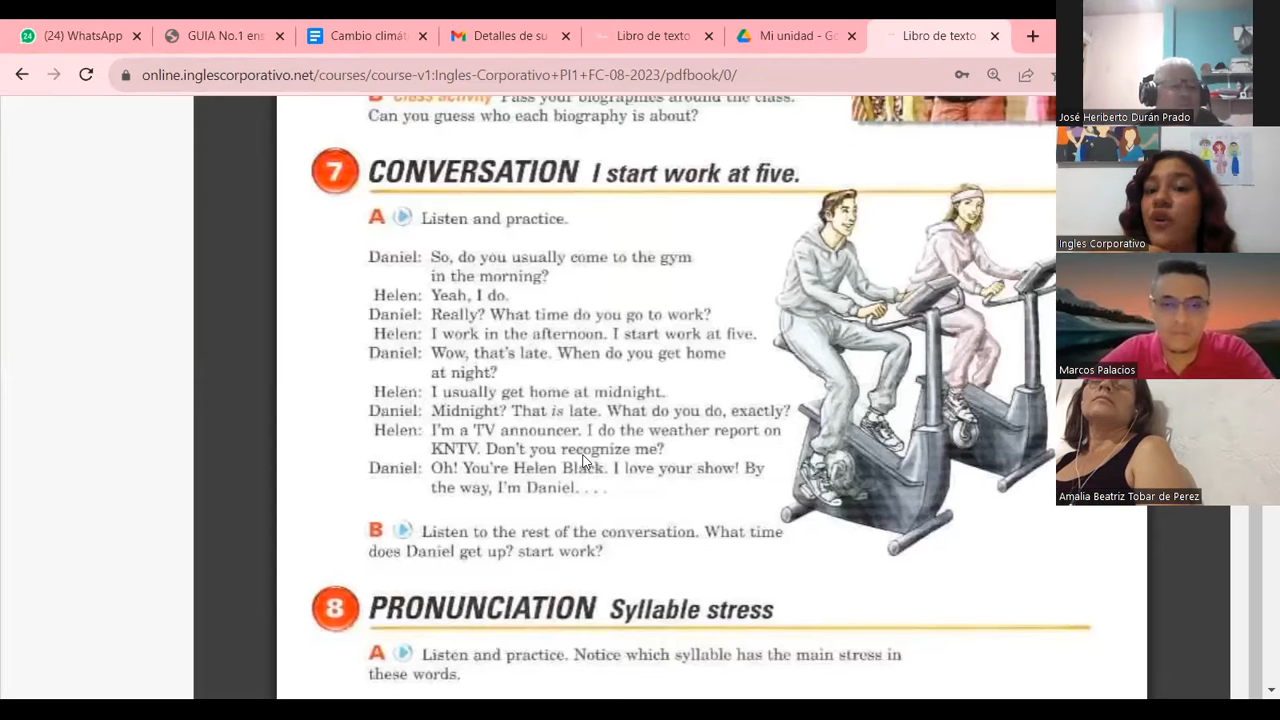 (24) WhatsApp
GUIA No.1 ens
Cambio climát
Detalles de su
Libro de texto
Mi unidad - Go
Libro de texto
online.inglescorporativo.net/courses/course-v1:Ingles-Corporativo+PI1+FC-08-2023/pdfbook/0/
B Class activity Pass your biographies around the class.
Can you guess who each biography is about?
7 CONVERSATION I start work at five.
A Listen and practice.
Daniel: So, do you usually come to the gym
in the morning?
Helen: Yeah, I do.
Daniel: Really? What time do you go to work?
Helen: I work in the afternoon. I start work at five.
Daniel: Wow, that's late. When do you get home
at night?
Helen: I usually get home at midnight.
Daniel: Midnight? That is late. What do you do, exactly?
Helen: I'm a TV announcer. I do the weather report on
KNTV. Don't you recognize me?
Daniel: Oh! You're Helen Black. I love your show! By
the way, I'm Daniel. . . .
B Listen to the rest of the conversation. What time
does Daniel get up? start work?
8 PRONUNCIATION Syllable stress
A Listen and practice. Notice which syllable has the main stress in
these words.
José Heriberto Durán Prado
Ingles Corporativo
Marcos Palacios
Amalia Beatriz Tobar de Perez